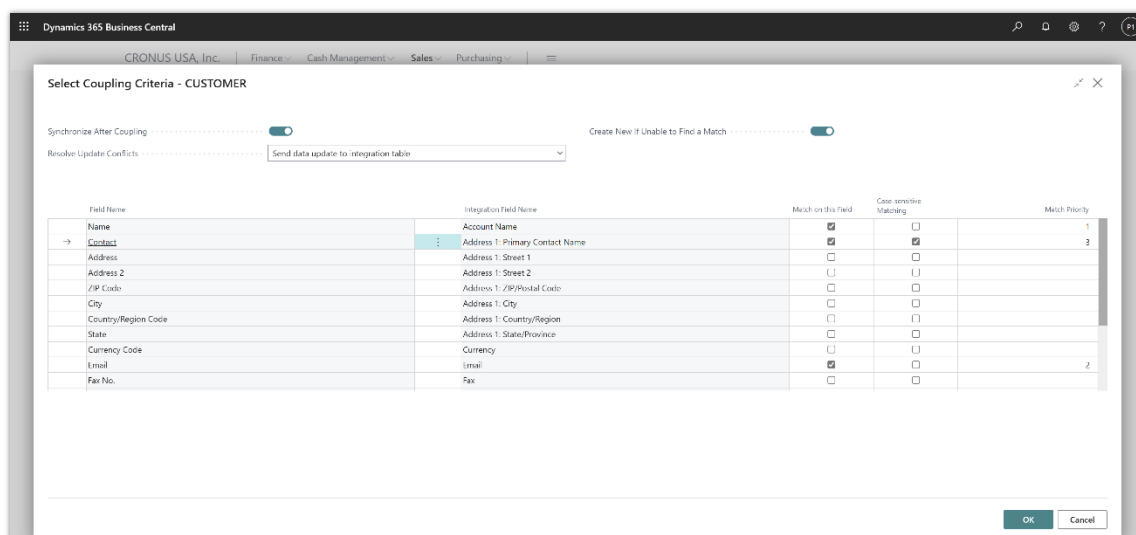 Dynamics 365 Business Central
P1
CRONUS USA, Inc. Finance Cash Management Sales Purchasing
Select Coupling Criteria - CUSTOMER
Synchronize After Coupling Create New If Unable to Find a Match
Resolve Update Conflicts Send data update to integration table
Field Name Integration Field Name Match on this Field Case-sensitive Matching Match Priority
Name Account Name 1
Contact Address 1: Primary Contact Name 3
Address Address 1: Street 1
Address 2 Address 1: Street 2
ZIP Code Address 1: ZIP/Postal Code
City Address 1: City
Country/Region Code Address 1: Country/Region
State Address 1: State/Province
Currency Code Currency
Email Email 2
Fax No. Fax
OK Cancel